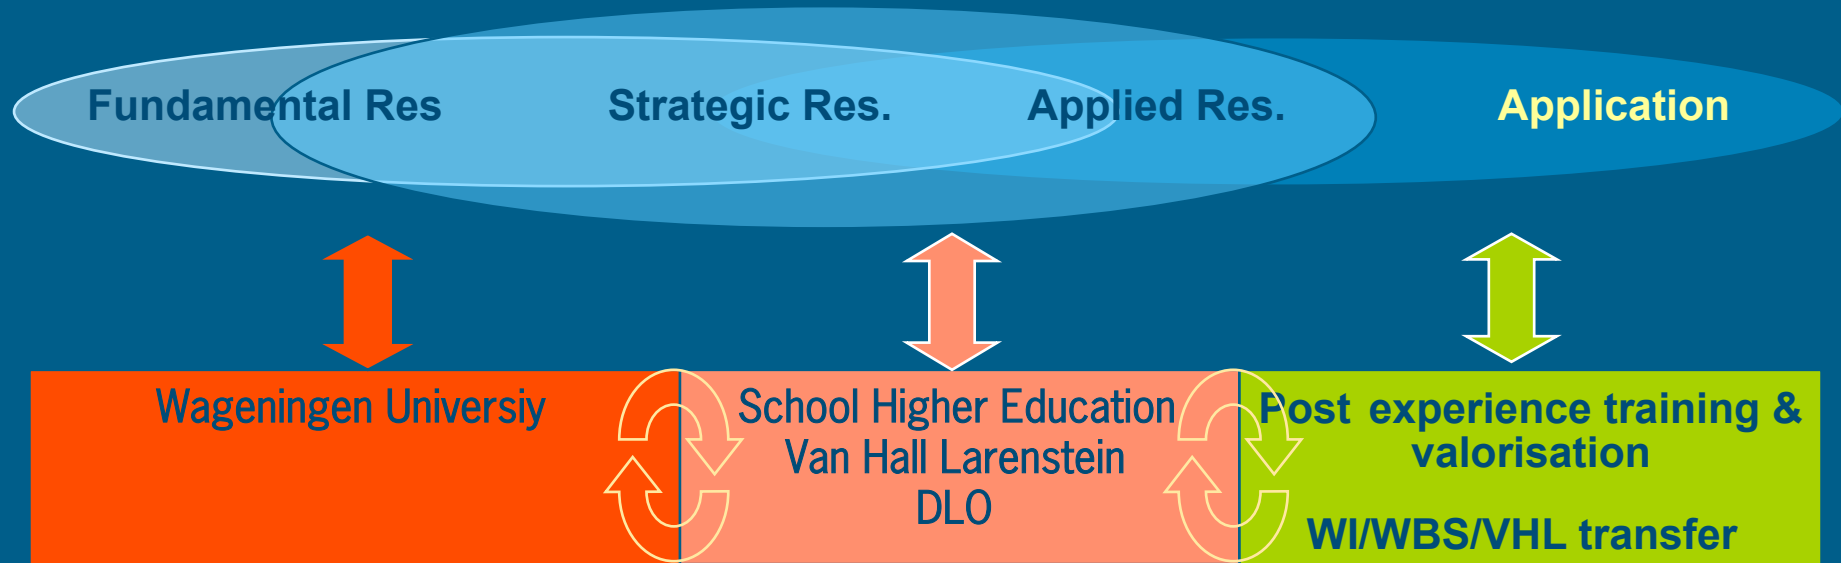 Fundamental Res
Strategic Res.
Applied Res.
Application
Wageningen Universiy
School Higher Education
Van Hall Larenstein
DLO
Post experience training &
valorisation
WI/WBS/VHL transfer